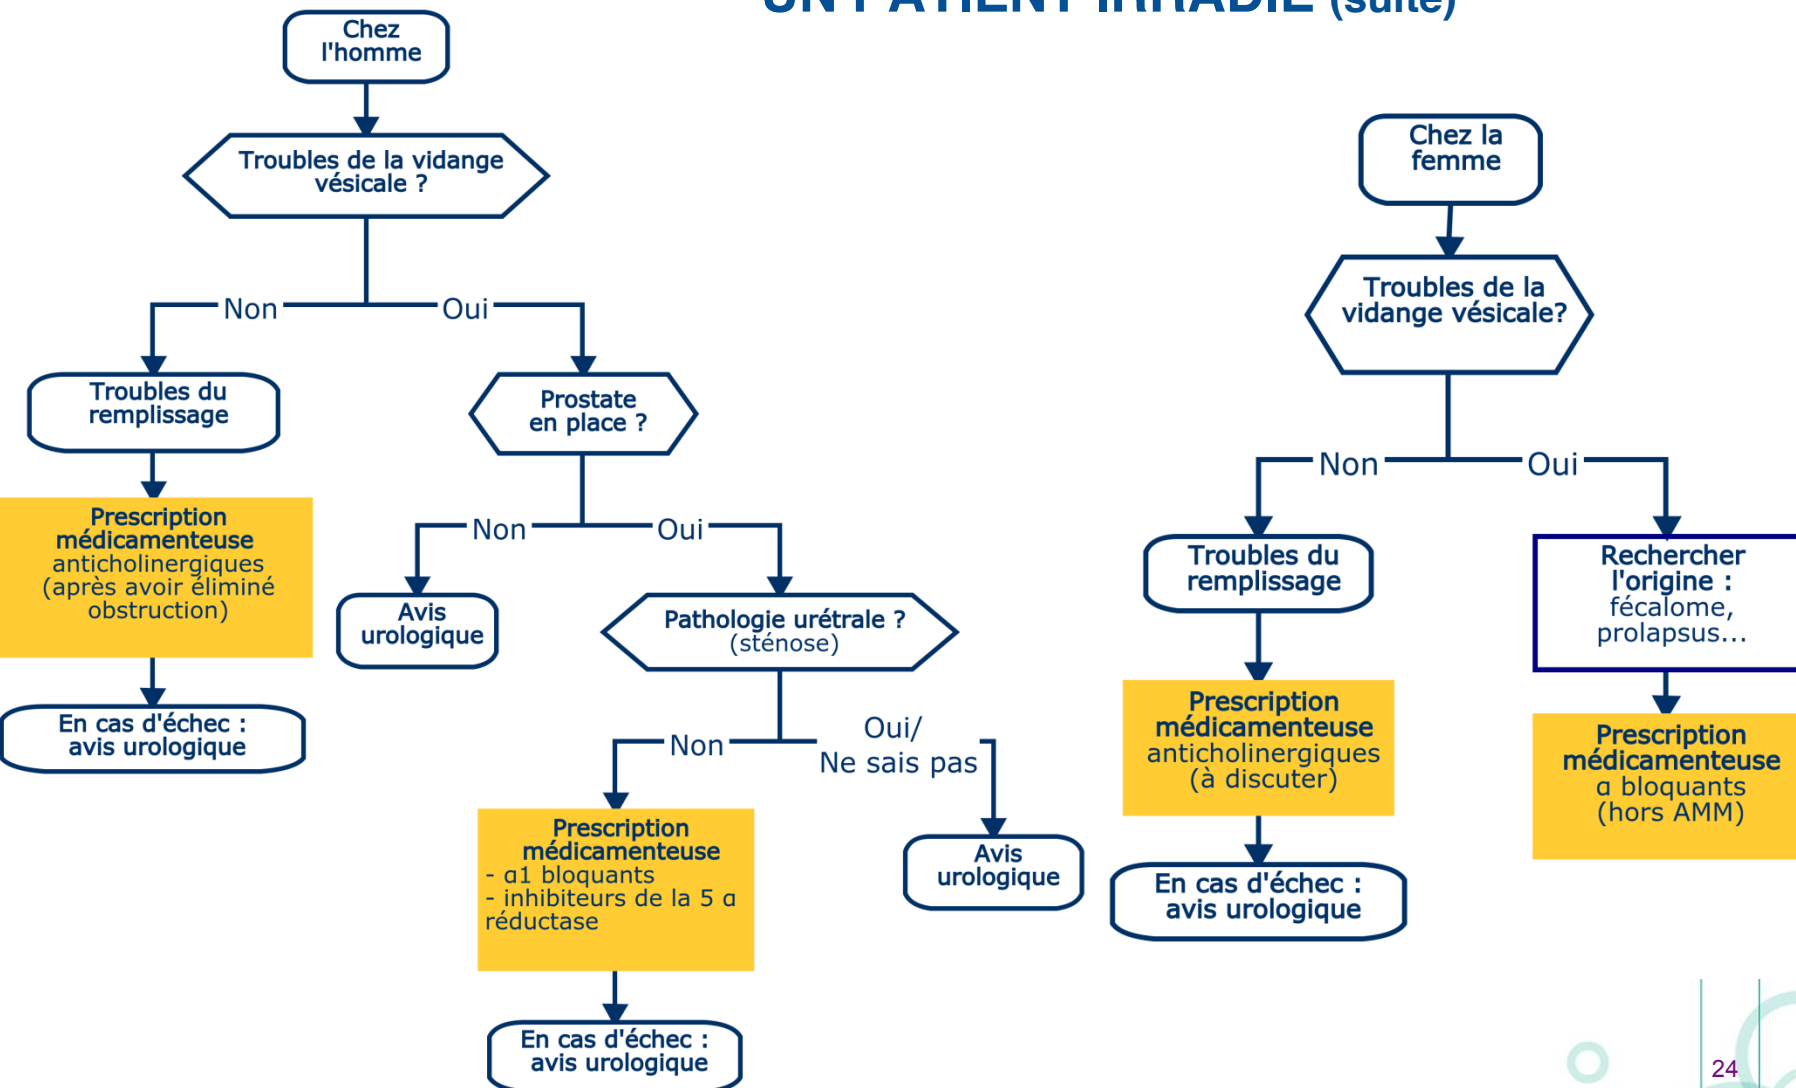 UN PATIENT IRRADIÉ (suite)
Chez
l'homme
Troubles de la vidange
vésicale ?
Non
Oui
Troubles du
remplissage
Prescription
médicamenteuse
anticholinergiques
(après avoir éliminé
obstruction)
En cas d'échec :
avis urologique
Prostate
en place ?
Non
Oui
Avis
urologique
Pathologie urétrale ?
(sténose)
Non
Oui/
Ne sais pas
Prescription
médicamenteuse
- α1 bloquants
- inhibiteurs de la 5 α
réductase
En cas d'échec :
avis urologique
Avis
urologique
Chez la
femme
Troubles de la
vidange vésicale?
Non
Oui
Troubles du
remplissage
Prescription
médicamenteuse
anticholinergiques
(à discuter)
En cas d'échec :
avis urologique
Rechercher
l'origine :
fécalome,
prolapsus...
Prescription
médicamenteuse
α bloquants
(hors AMM)
24